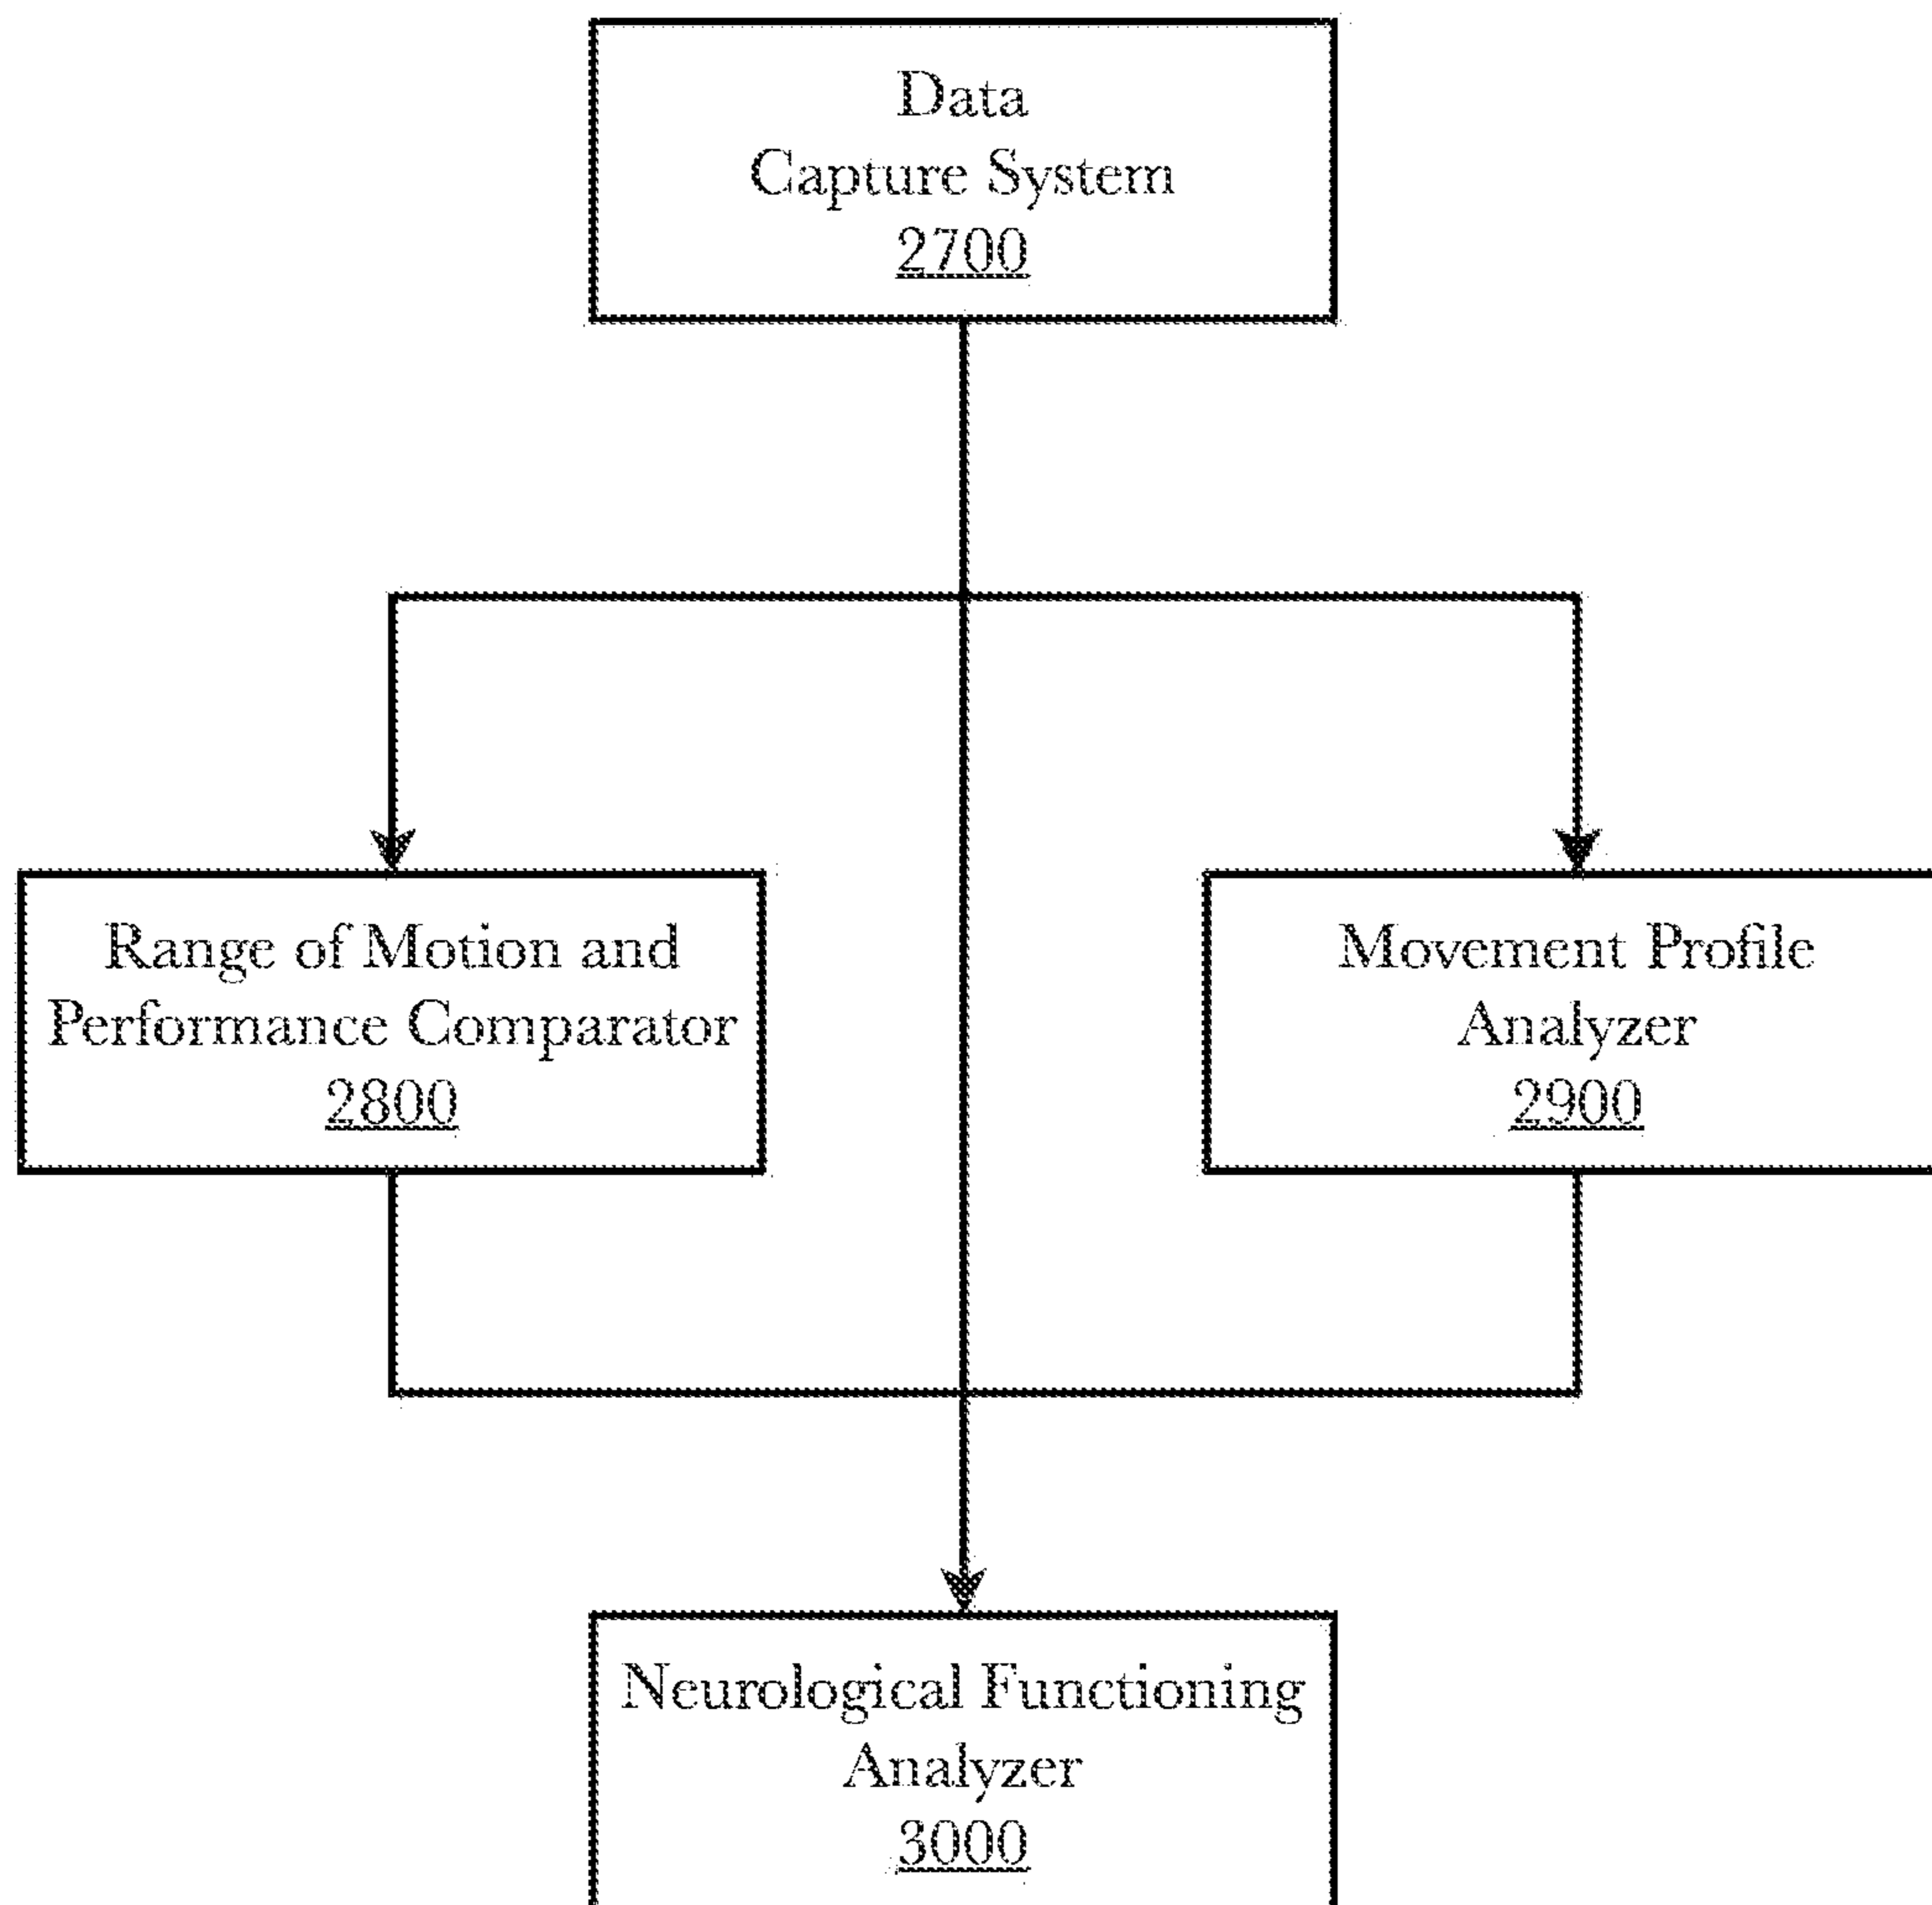 Data
Capture System
2700
Range of Motion and
Performance Comparator
2800
Movement Profile
Analyzer
2900
Neurological Functioning
Analyzer
3000